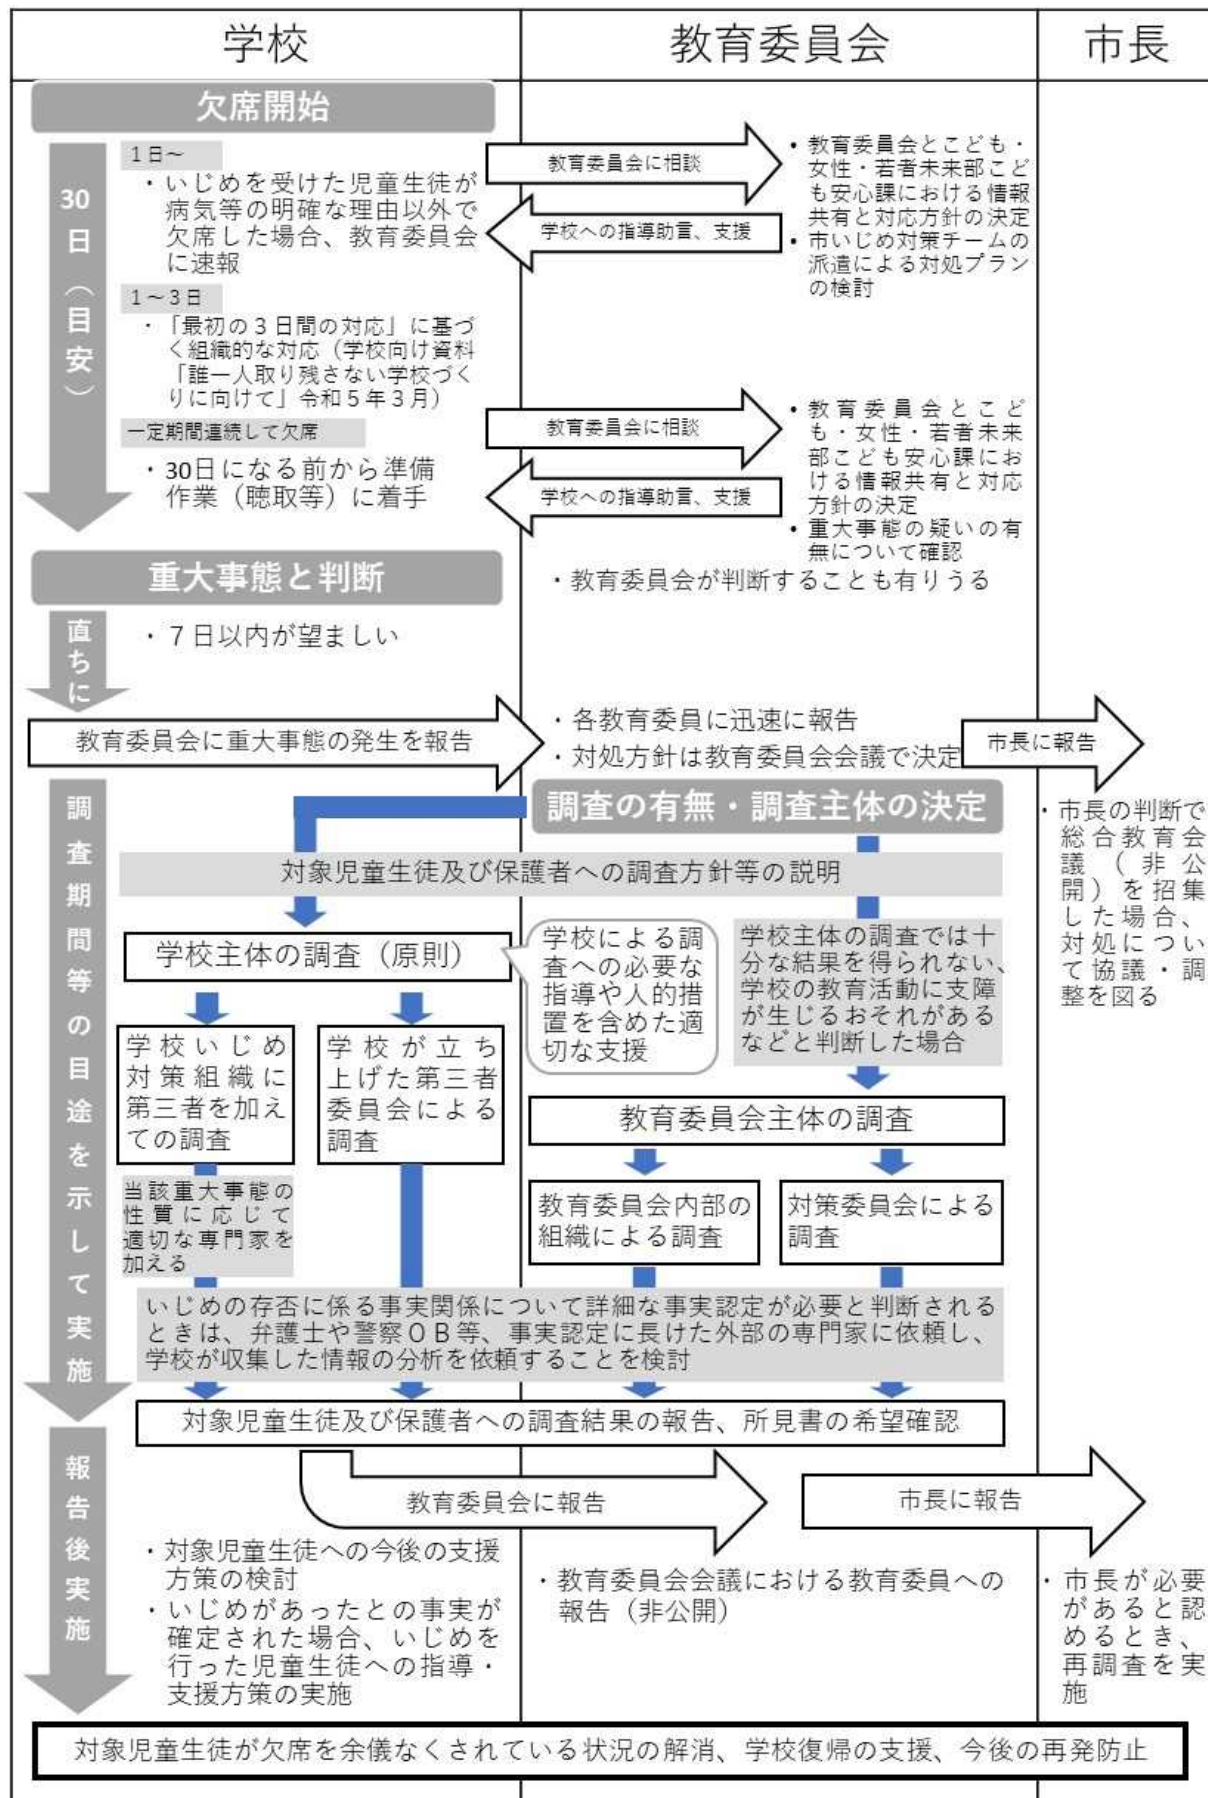 学校
教育委員会
市長
欠席開始
30日（目安）
1日～
・いじめを受けた児童生徒が
病気等の明確な理由以外で
欠席した場合、教育委員会
に速報
教育委員会に相談
学校への指導助言、支援
・教育委員会とこども・
女性・若者未来部こど
も安心課における情報
共有と対応方針の決定
・市いじめ対策チームの
派遣による対処プラン
の検討
1～3日
・「最初の3日間の対応」に基づ
く組織的な対応（学校向け資料
「誰一人取り残さない学校づく
りに向けて」令和5年3月）
一定期間連続して欠席
・30日になる前から準備
作業（聴取等）に着手
教育委員会に相談
学校への指導助言、支援
・教育委員会とこど
も・女性・若者未来
部こども安心課にお
ける情報共有と対応
方針の決定
・重大事態の疑いの有
無について確認
重大事態と判断
・教育委員会が判断することも有りうる
直ちに
・7日以内が望ましい
教育委員会に重大事態の発生を報告
・各教育委員に迅速に報告
・対処方針は教育委員会会議で決定
市長に報告
調査期間等の目途を示して実施
調査の有無・調査主体の決定
・市長の判断で
総合教育会
議（非公
開）を招集
した場合、
対処につい
て協議・調
整を図る
対象児童生徒及び保護者への調査方針等の説明
学校主体の調査（原則）
学校による調
査への必要な
指導や人的措
置を含めた適
切な支援
学校主体の調査では十
分な結果を得られない、
学校の教育活動に支障
が生じるおそれがある
などと判断した場合
学校いじめ
対策組織に
第三者を加え
ての調査
学校が立ち
上げた第三者
委員会による
調査
教育委員会主体の調査
当該重大事態の
性質に応じて
適切な専門家を
加える
教育委員会内部の
組織による調査
対策委員会による
調査
いじめの存否に係る事実関係について詳細な事実認定が必要と判断される
ときは、弁護士や警察OB等、事実認定に長けた外部の専門家に依頼し、
学校が収集した情報の分析を依頼することを検討
対象児童生徒及び保護者への調査結果の報告、所見書の希望確認
報告後実施
教育委員会に報告
市長に報告
・対象児童生徒への今後の支援
方策の検討
・いじめがあったとの事実が
確定された場合、いじめを
行った児童生徒への指導・
支援方策の実施
・教育委員会会議における教育委員への
報告（非公開）
・市長が必要
があると認
めるとき、
再調査を実
施
対象児童生徒が欠席を余儀なくされている状況の解消、学校復帰の支援、今後の再発防止